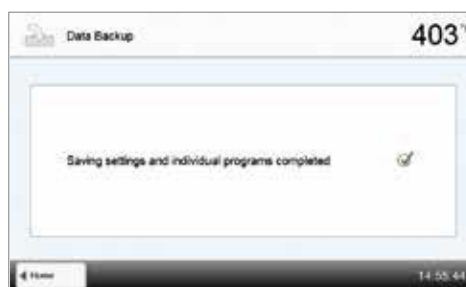 Data Backup
403°
Saving settings and individual programs completed
Home
14:55:44